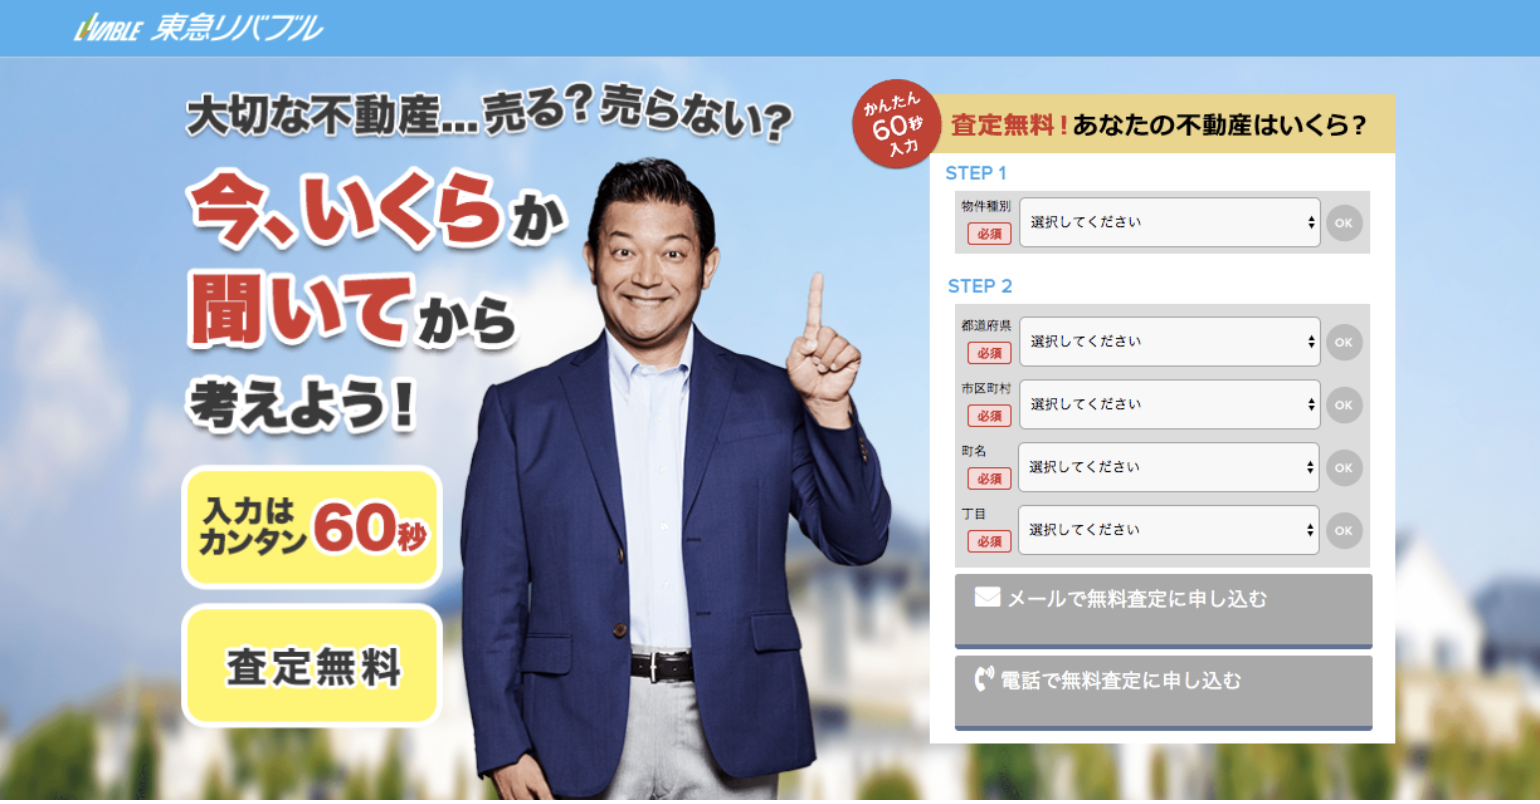 LIVABLE 東急リバブル
大切な不動産...売る?売らない?
今、いくらか
聞いてから
考えよう!
入力は
カンタン60秒
査定無料
かんたん
60秒
入力
査定無料!あなたの不動産はいくら?
STEP 1
物件種別
必須
選択してください
OK
STEP 2
都道府県
必須
選択してください
OK
市区町村
必須
選択してください
OK
町名
必須
選択してください
OK
丁目
必須
選択してください
OK
メールで無料査定に申し込む
電話で無料査定に申し込む